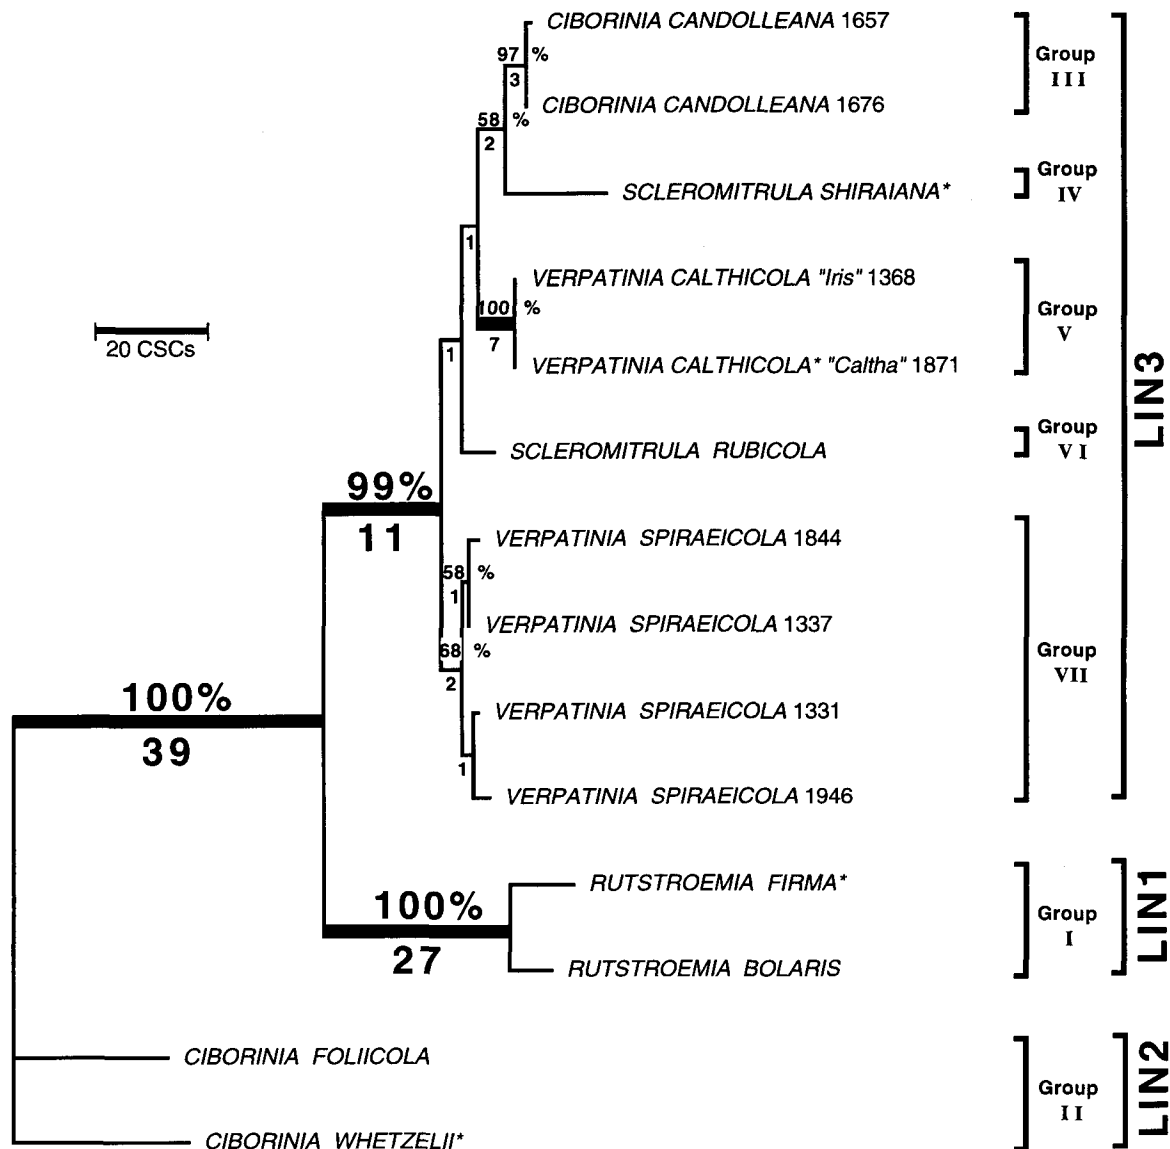 CIBORINIA CANDOLLEANA 1657
97 %
3
CIBORINIA CANDOLLEANA 1676
58 %
2
SCLEROMITRULA SHIRAIANA*
1
VERPATINIA CALTHICOLA "Iris" 1368
100 %
7
VERPATINIA CALTHICOLA* "Caltha" 1871
1
SCLEROMITRULA RUBICOLA
99%
11
VERPATINIA SPIRAEICOLA 1844
58 %
1
VERPATINIA SPIRAEICOLA 1337
68 %
2
VERPATINIA SPIRAEICOLA 1331
1
VERPATINIA SPIRAEICOLA 1946
100%
39
RUTSTROEMIA FIRMA*
100%
27
RUTSTROEMIA BOLARIS
CIBORINIA FOLIICOLA
CIBORINIA WHETZELII*
20 CSCs
Group
III
Group
IV
Group
V
Group
VI
Group
VII
Group
I
Group
II
LIN3
LIN1
LIN2